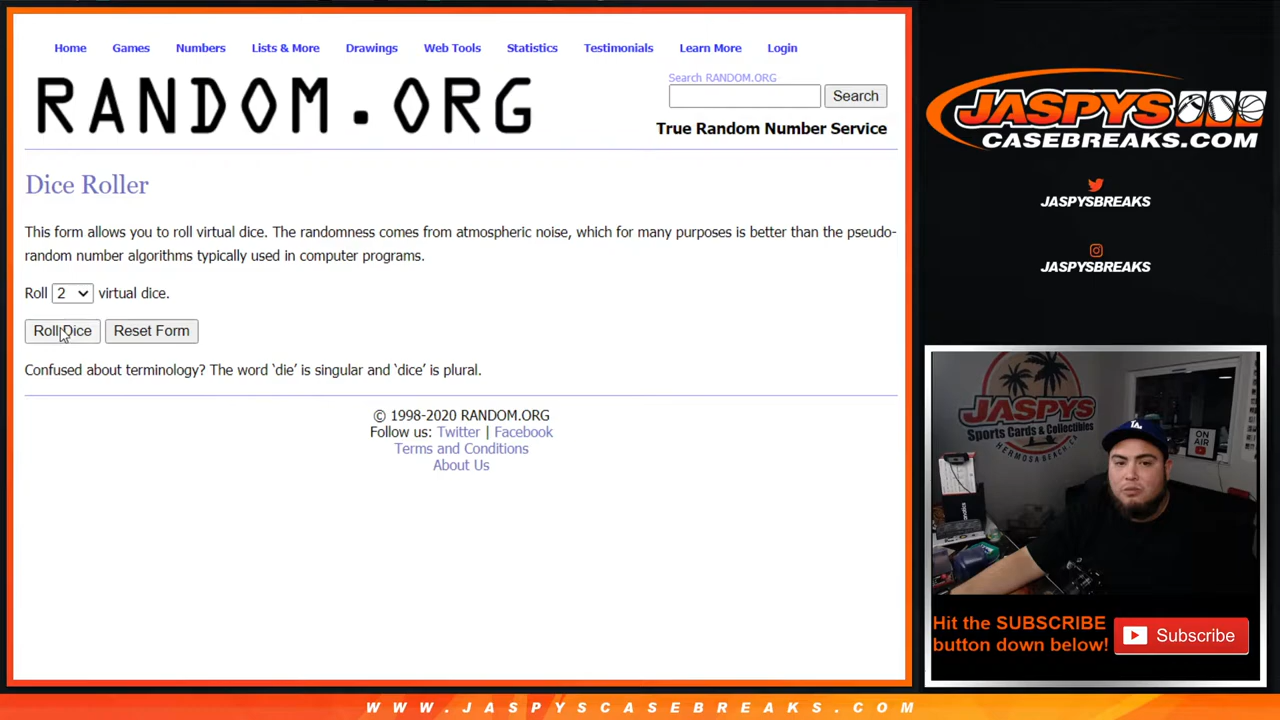 Home Games Numbers Lists & More Drawings Web Tools Statistics Testimonials Learn More Login
RANDOM.ORG
Search RANDOM.ORG
Search
True Random Number Service
Dice Roller
This form allows you to roll virtual dice. The randomness comes from atmospheric noise, which for many purposes is better than the pseudo-
random number algorithms typically used in computer programs.
Roll 2 virtual dice.
Roll Dice Reset Form
Confused about terminology? The word ‘die’ is singular and ‘dice’ is plural.
© 1998-2020 RANDOM.ORG
Follow us: Twitter | Facebook
Terms and Conditions
About Us
JASPYS
CASEBREAKS.COM
JASPYSBREAKS
JASPYSBREAKS
JASPYS
Sports Cards & Collectibles
HERMOSA BEACH, CA
ON
AIR
Hit the SUBSCRIBE
button down below!
Subscribe
WWW.JASPYSCASEBREAKS.COM